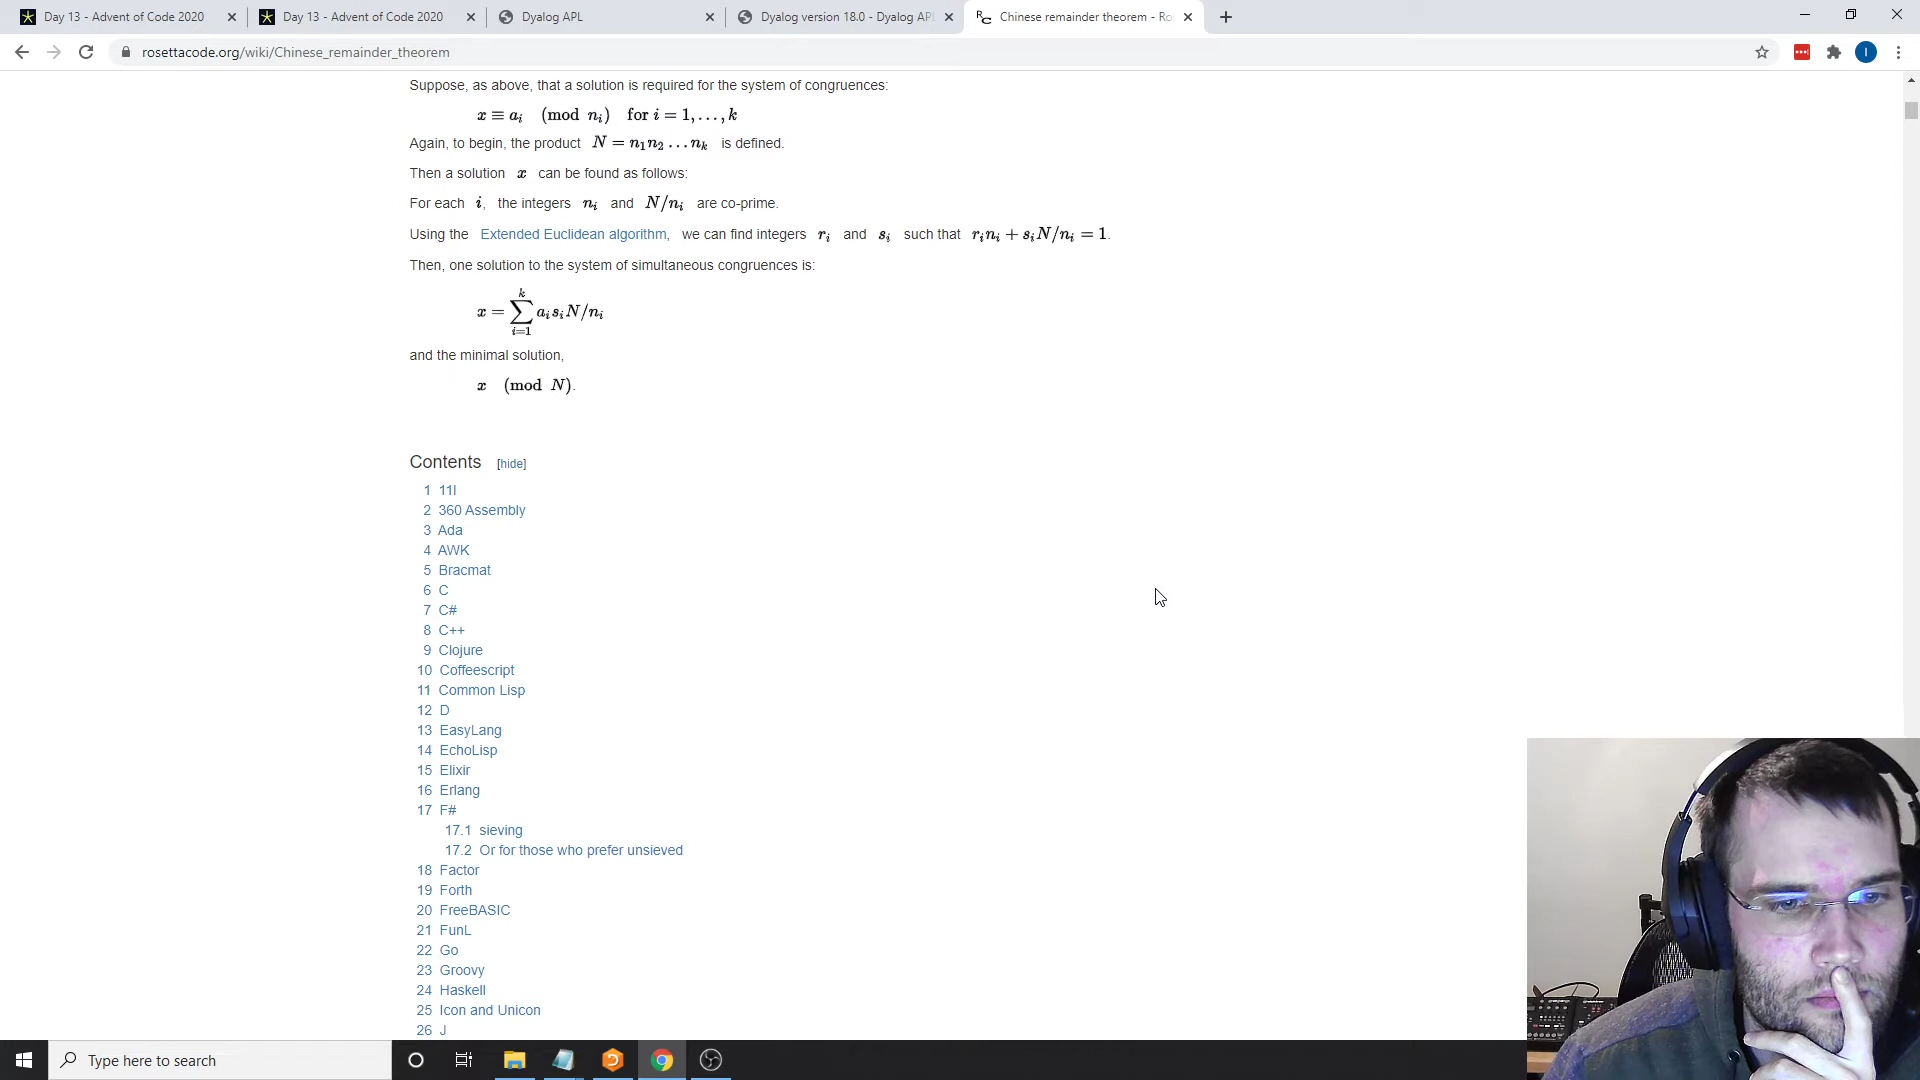 Day 13 - Advent of Code 2020
Day 13 - Advent of Code 2020
Dyalog APL
Dyalog version 18.0 - Dyalog AP
Chinese remainder theorem - Ro
rosettacode.org/wiki/Chinese_remainder_theorem
I
Suppose, as above, that a solution is required for the system of congruences:
x ≡ aᵢ (mod nᵢ) for i = 1, . . . , k
Again, to begin, the product N = n₁n₂ . . . nₖ is defined.
Then a solution x can be found as follows:
For each i, the integers nᵢ and N/nᵢ are co-prime.
Using the Extended Euclidean algorithm, we can find integers rᵢ and sᵢ such that rᵢnᵢ + sᵢN/nᵢ = 1.
Then, one solution to the system of simultaneous congruences is:
x = ∑ᵢ₌₁ᵏ aᵢsᵢN/nᵢ
and the minimal solution,
x (mod N).
Contents [hide]
1 11l
2 360 Assembly
3 Ada
4 AWK
5 Bracmat
6 C
7 C#
8 C++
9 Clojure
10 Coffeescript
11 Common Lisp
12 D
13 EasyLang
14 EchoLisp
15 Elixir
16 Erlang
17 F#
17.1 sieving
17.2 Or for those who prefer unsieved
18 Factor
19 Forth
20 FreeBASIC
21 FunL
22 Go
23 Groovy
24 Haskell
25 Icon and Unicon
26 J
Type here to search